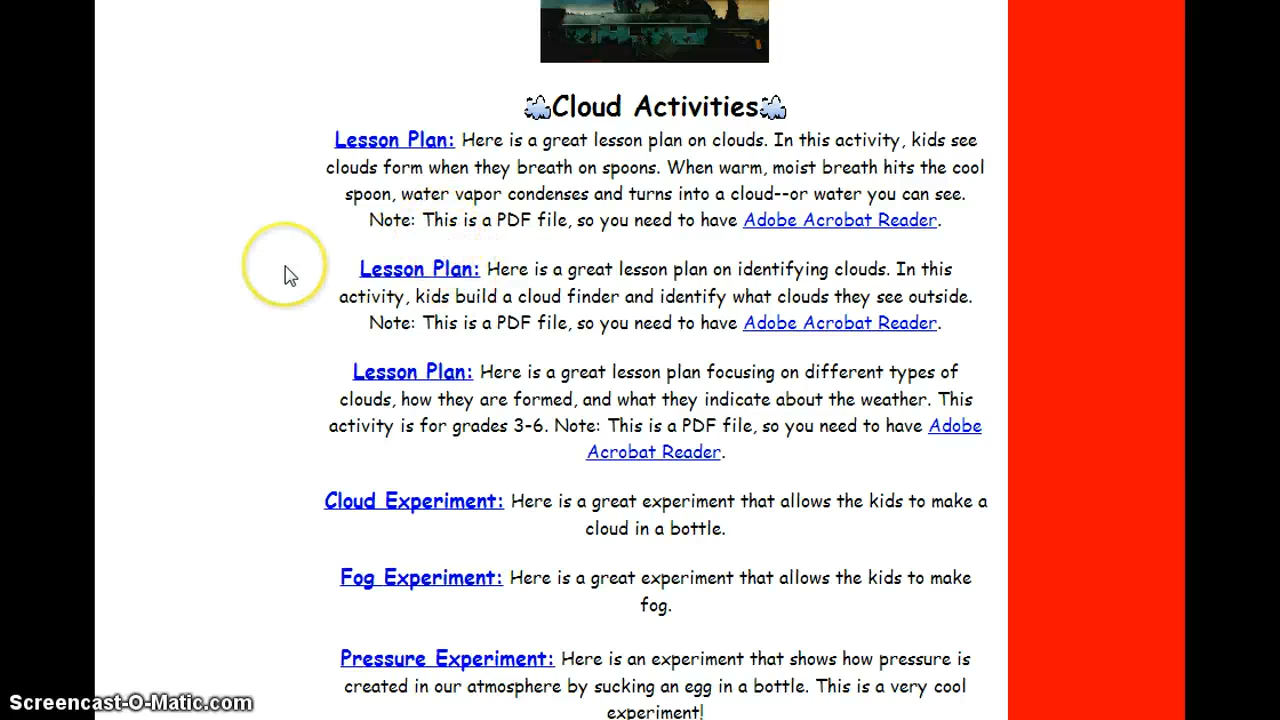 Cloud Activities
Lesson Plan: Here is a great lesson plan on clouds. In this activity, kids see
clouds form when they breath on spoons. When warm, moist breath hits the cool
spoon, water vapor condenses and turns into a cloud--or water you can see.
Note: This is a PDF file, so you need to have Adobe Acrobat Reader.
Lesson Plan: Here is a great lesson plan on identifying clouds. In this
activity, kids build a cloud finder and identify what clouds they see outside.
Note: This is a PDF file, so you need to have Adobe Acrobat Reader.
Lesson Plan: Here is a great lesson plan focusing on different types of
clouds, how they are formed, and what they indicate about the weather. This
activity is for grades 3-6. Note: This is a PDF file, so you need to have Adobe
Acrobat Reader.
Cloud Experiment: Here is a great experiment that allows the kids to make a
cloud in a bottle.
Fog Experiment: Here is a great experiment that allows the kids to make
fog.
Pressure Experiment: Here is an experiment that shows how pressure is
created in our atmosphere by sucking an egg in a bottle. This is a very cool
experiment!
Screencast-O-Matic.com